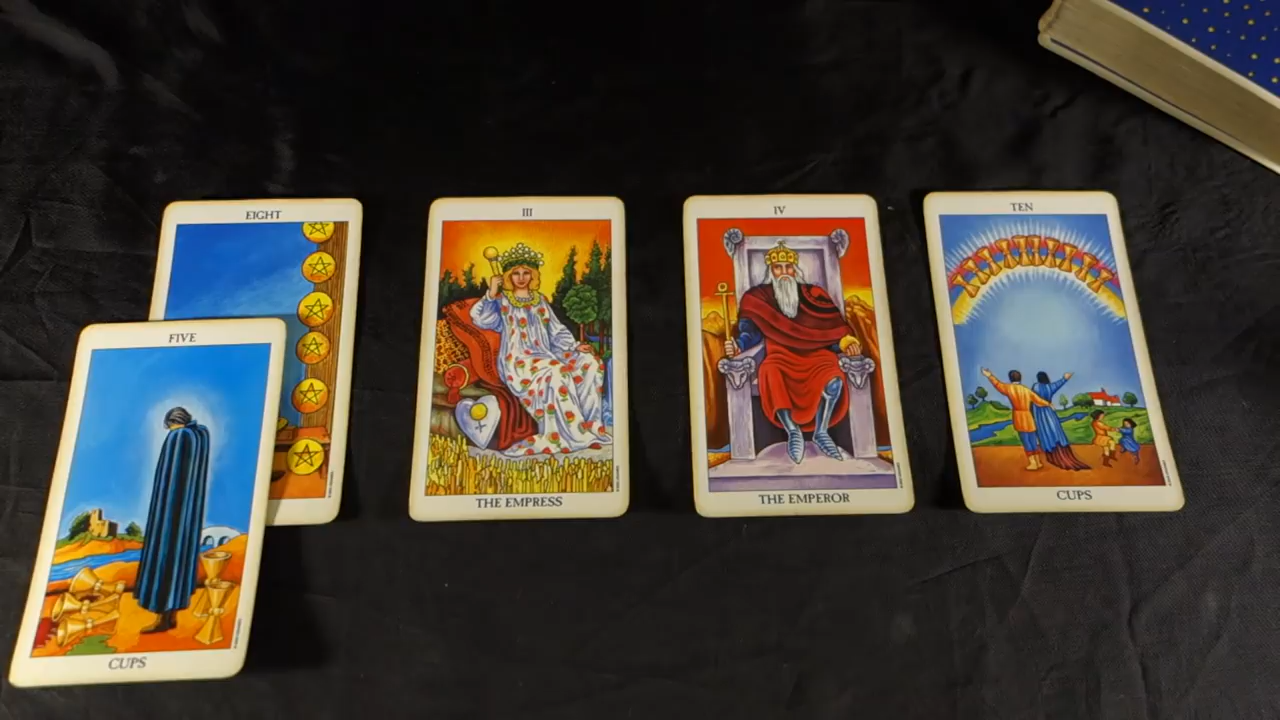 EIGHT
FIVE
CUPS
III
THE EMPRESS
IV
THE EMPEROR
TEN
CUPS